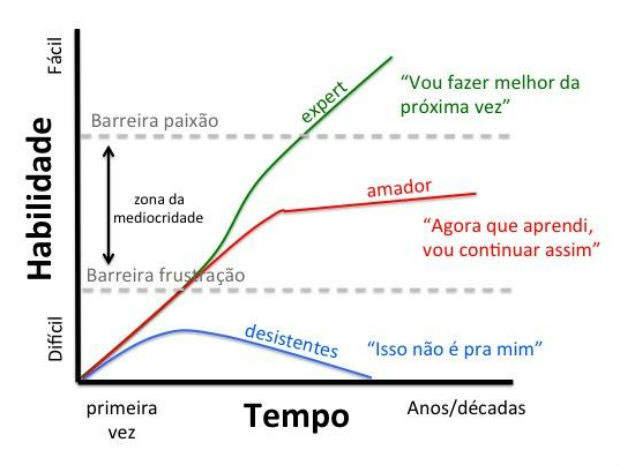 Fácil
Habilidade
Difícil
Barreira paixão
expert
"Vou fazer melhor da
próxima vez"
zona da
mediocridade
amador
"Agora que aprendi,
vou continuar assim"
Barreira frustração
desistentes
"Isso não é pra mim"
primeira
vez
Tempo
Anos/décadas